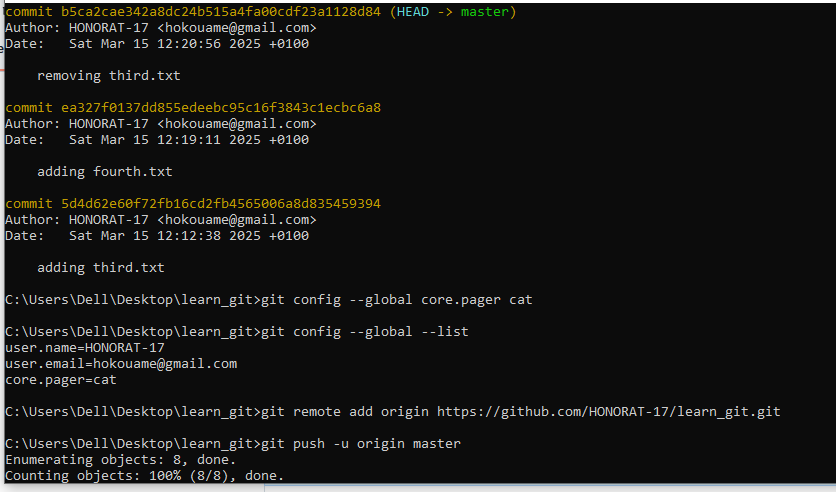 commit b5ca2cae342a8dc24b515a4fa00cdf23a1128d84 (HEAD -> master)
Author: HONORAT-17 <hokouame@gmail.com>
Date:   Sat Mar 15 12:20:56 2025 +0100
removing third.txt
commit ea327f0137dd855edeebc95c16f3843c1ecbc6a8
Author: HONORAT-17 <hokouame@gmail.com>
Date:   Sat Mar 15 12:19:11 2025 +0100
adding fourth.txt
commit 5d4d62e60f72fb16cd2fb4565006a8d835459394
Author: HONORAT-17 <hokouame@gmail.com>
Date:   Sat Mar 15 12:12:38 2025 +0100
adding third.txt
C:\Users\Dell\Desktop\learn_git>git config --global core.pager cat
C:\Users\Dell\Desktop\learn_git>git config --global --list
user.name=HONORAT-17
user.email=hokouame@gmail.com
core.pager=cat
C:\Users\Dell\Desktop\learn_git>git remote add origin https://github.com/HONORAT-17/learn_git.git
C:\Users\Dell\Desktop\learn_git>git push -u origin master
Enumerating objects: 8, done.
Counting objects: 100% (8/8), done.